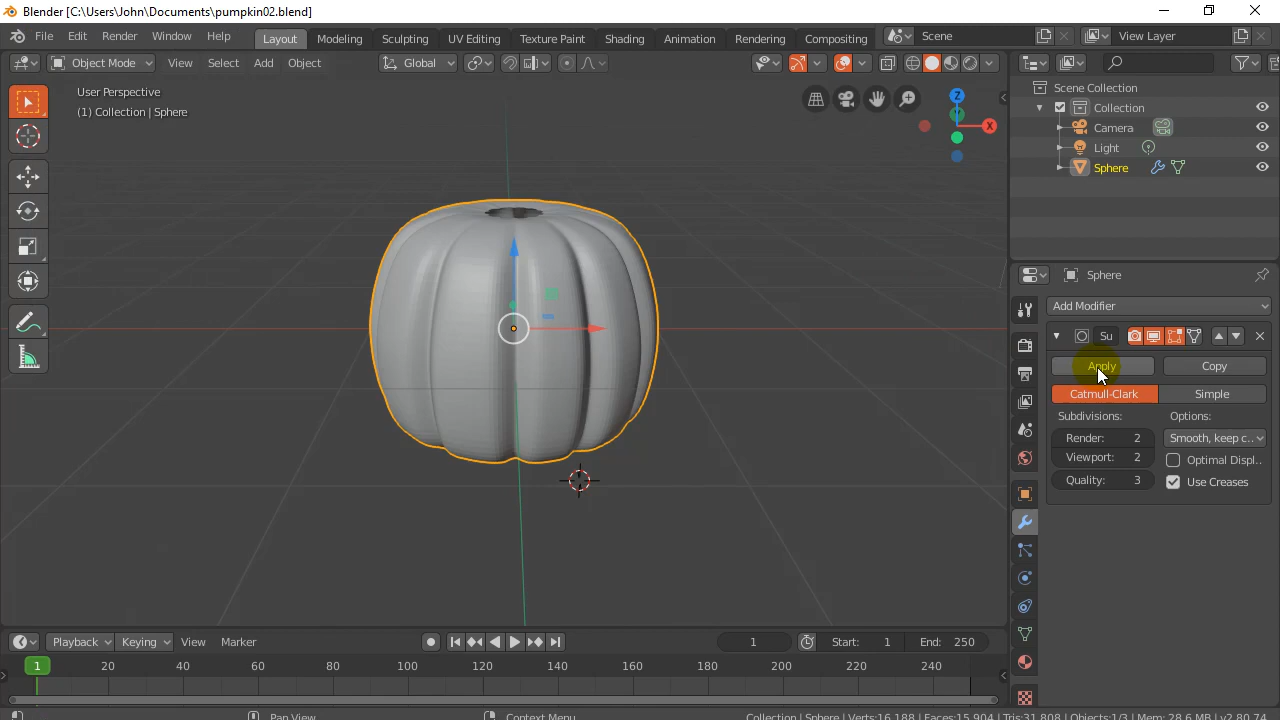 Blender [C:\Users\John\Documents\pumpkin02.blend]
File Edit Render Window Help Layout Modeling Sculpting UV Editing Texture Paint Shading Animation Rendering Compositing Scene View Layer
Object Mode View Select Add Object Global
User Perspective
(1) Collection | Sphere
Z
Y
X
Scene Collection
Collection
Camera
Light
Sphere
Sphere
Add Modifier
Su
Apply Copy
Catmull-Clark Simple
Subdivisions: Options:
Render: 2 Smooth, keep c..
Viewport: 2 Optimal Displ..
Quality: 3 Use Creases
Playback Keying View Marker 1 Start: 1 End: 250
1 20 40 60 80 100 120 140 160 180 200 220 240
Pan View Context Menu Collection | Sphere | Verts:16,188 | Faces:15,904 | Tris:31,808 | Objects:1/3 | Mem: 28.6 MB | v2.80.74